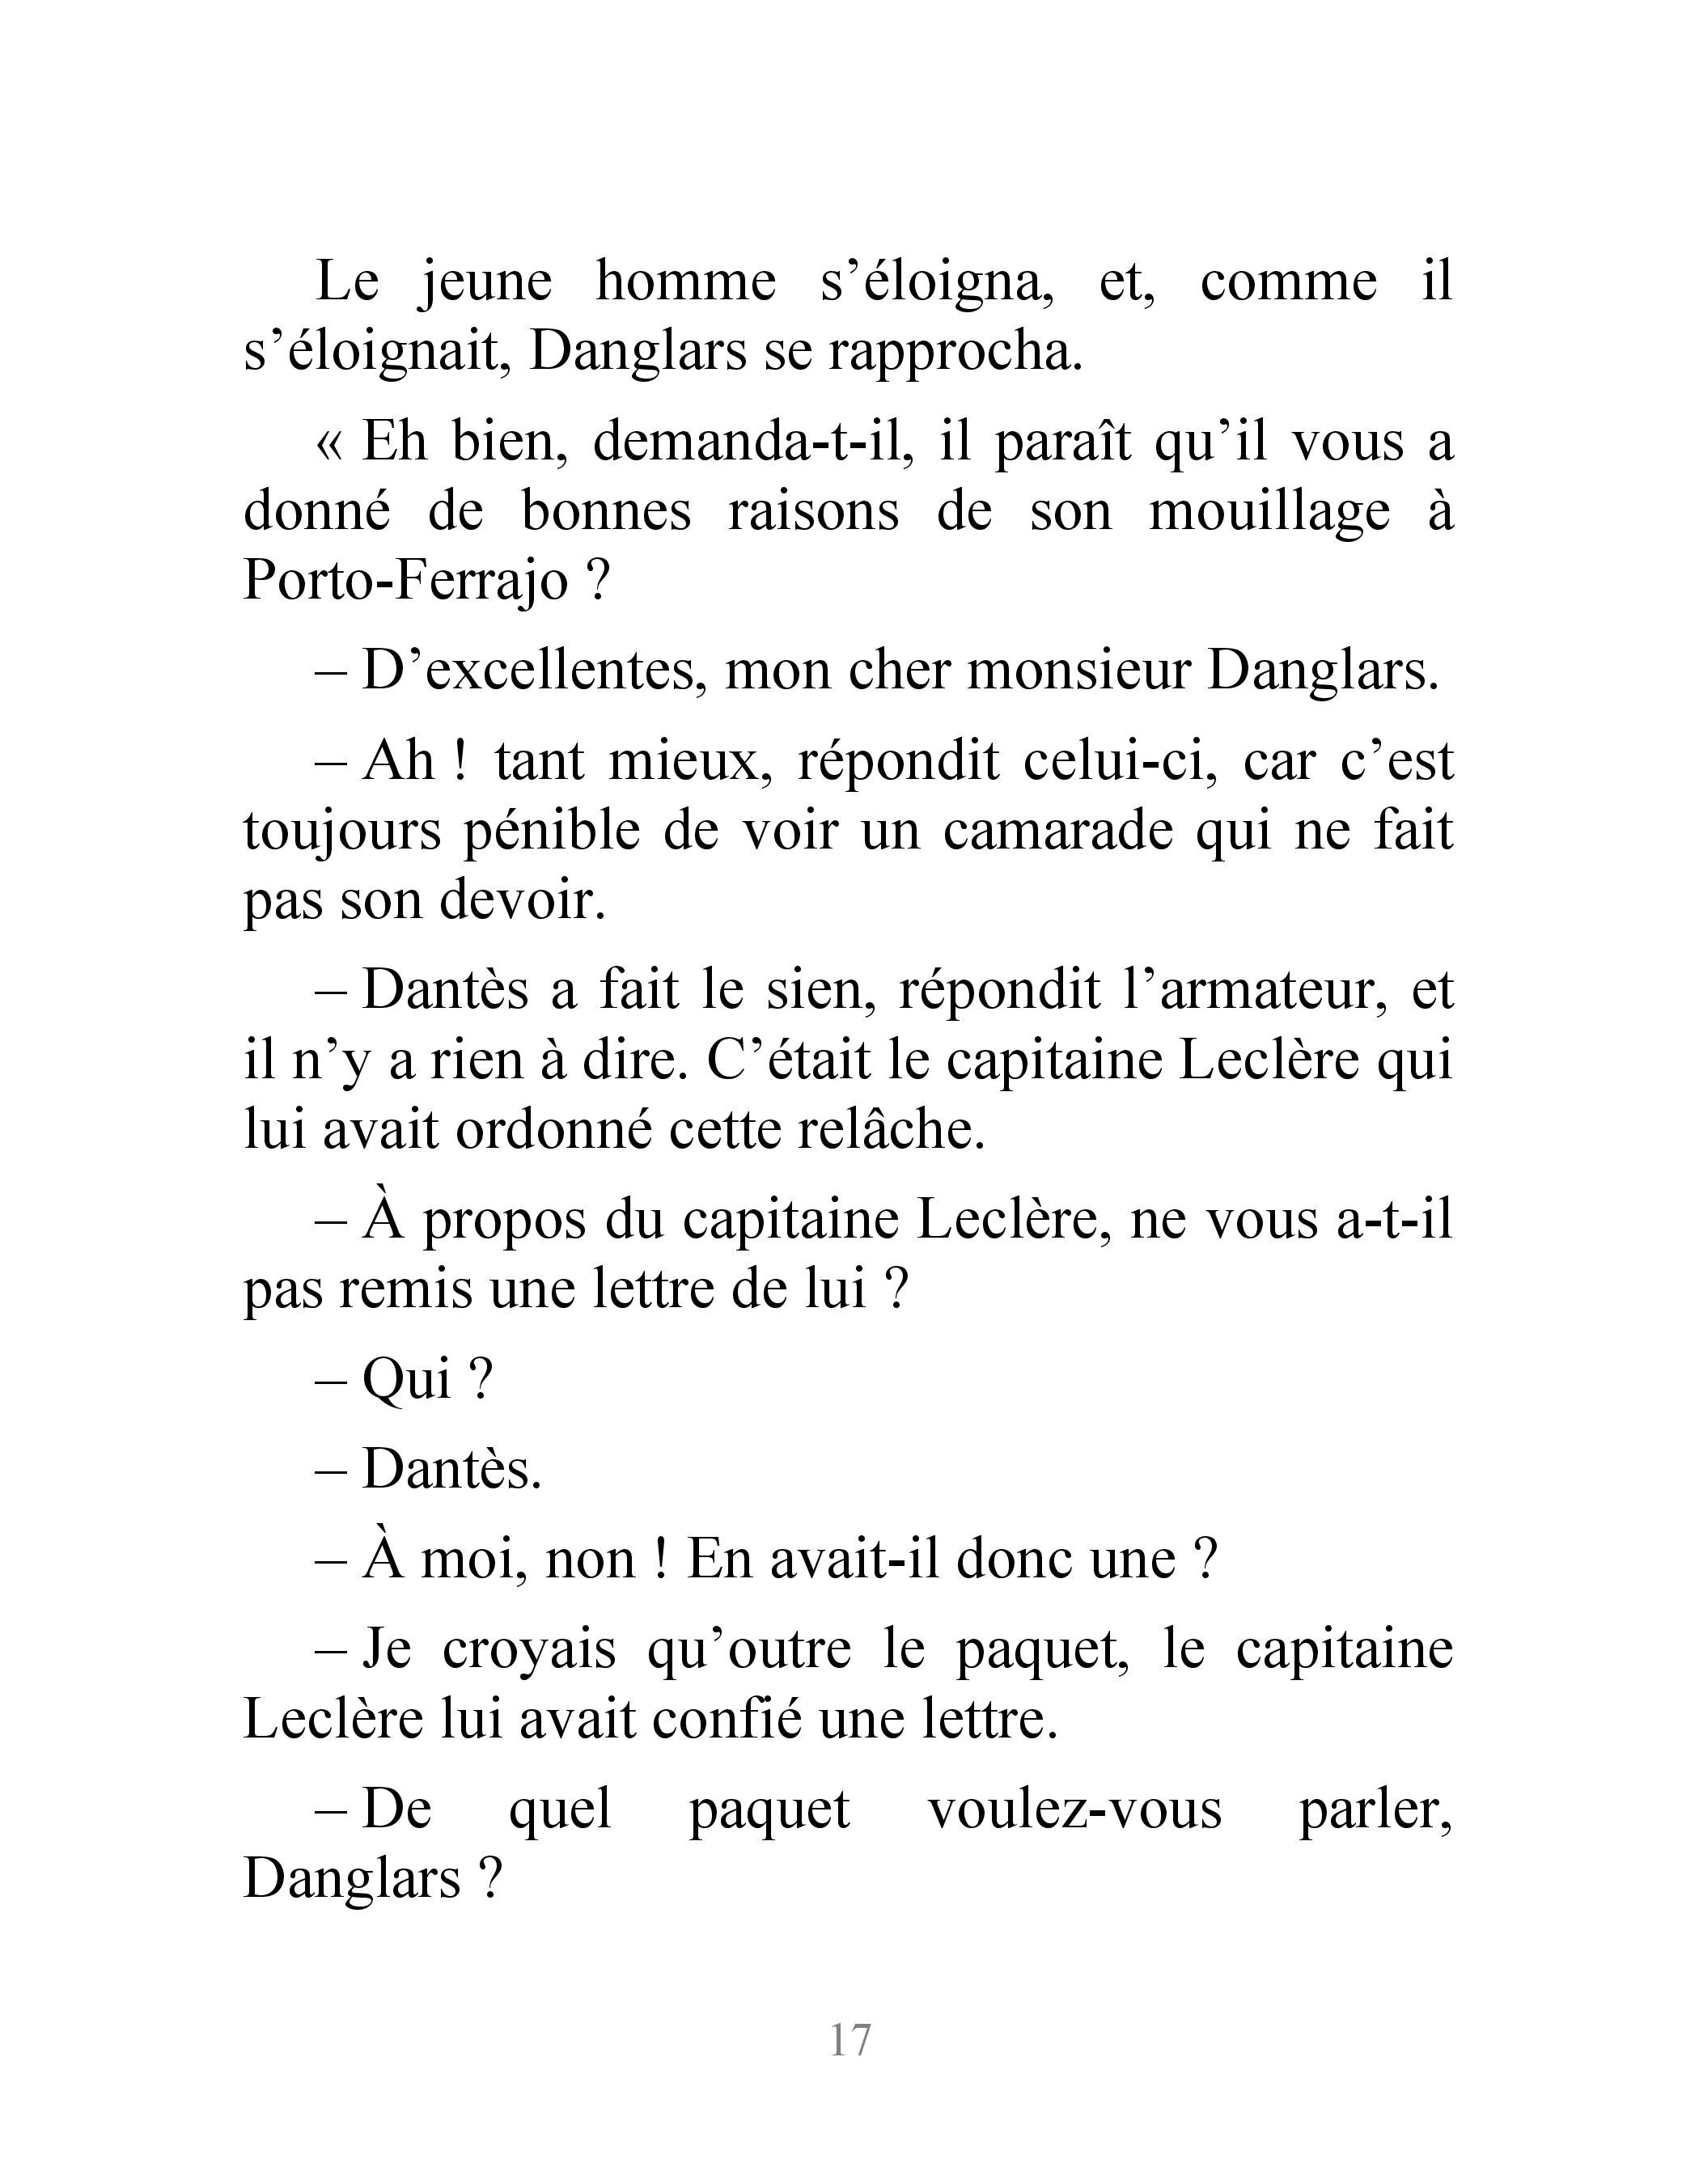 Le jeune homme s’éloigna, et, comme il
s’éloignait, Danglars se rapprocha.
« Eh bien, demanda-t-il, il paraît qu’il vous a
donné de bonnes raisons de son mouillage à
Porto-Ferrajo ?
– D’excellentes, mon cher monsieur Danglars.
– Ah ! tant mieux, répondit celui-ci, car c’est
toujours pénible de voir un camarade qui ne fait
pas son devoir.
– Dantès a fait le sien, répondit l’armateur, et
il n’y a rien à dire. C’était le capitaine Leclère qui
lui avait ordonné cette relâche.
– À propos du capitaine Leclère, ne vous a-t-il
pas remis une lettre de lui ?
– Qui ?
– Dantès.
– À moi, non ! En avait-il donc une ?
– Je croyais qu’outre le paquet, le capitaine
Leclère lui avait confié une lettre.
– De quel paquet voulez-vous parler,
Danglars ?
17